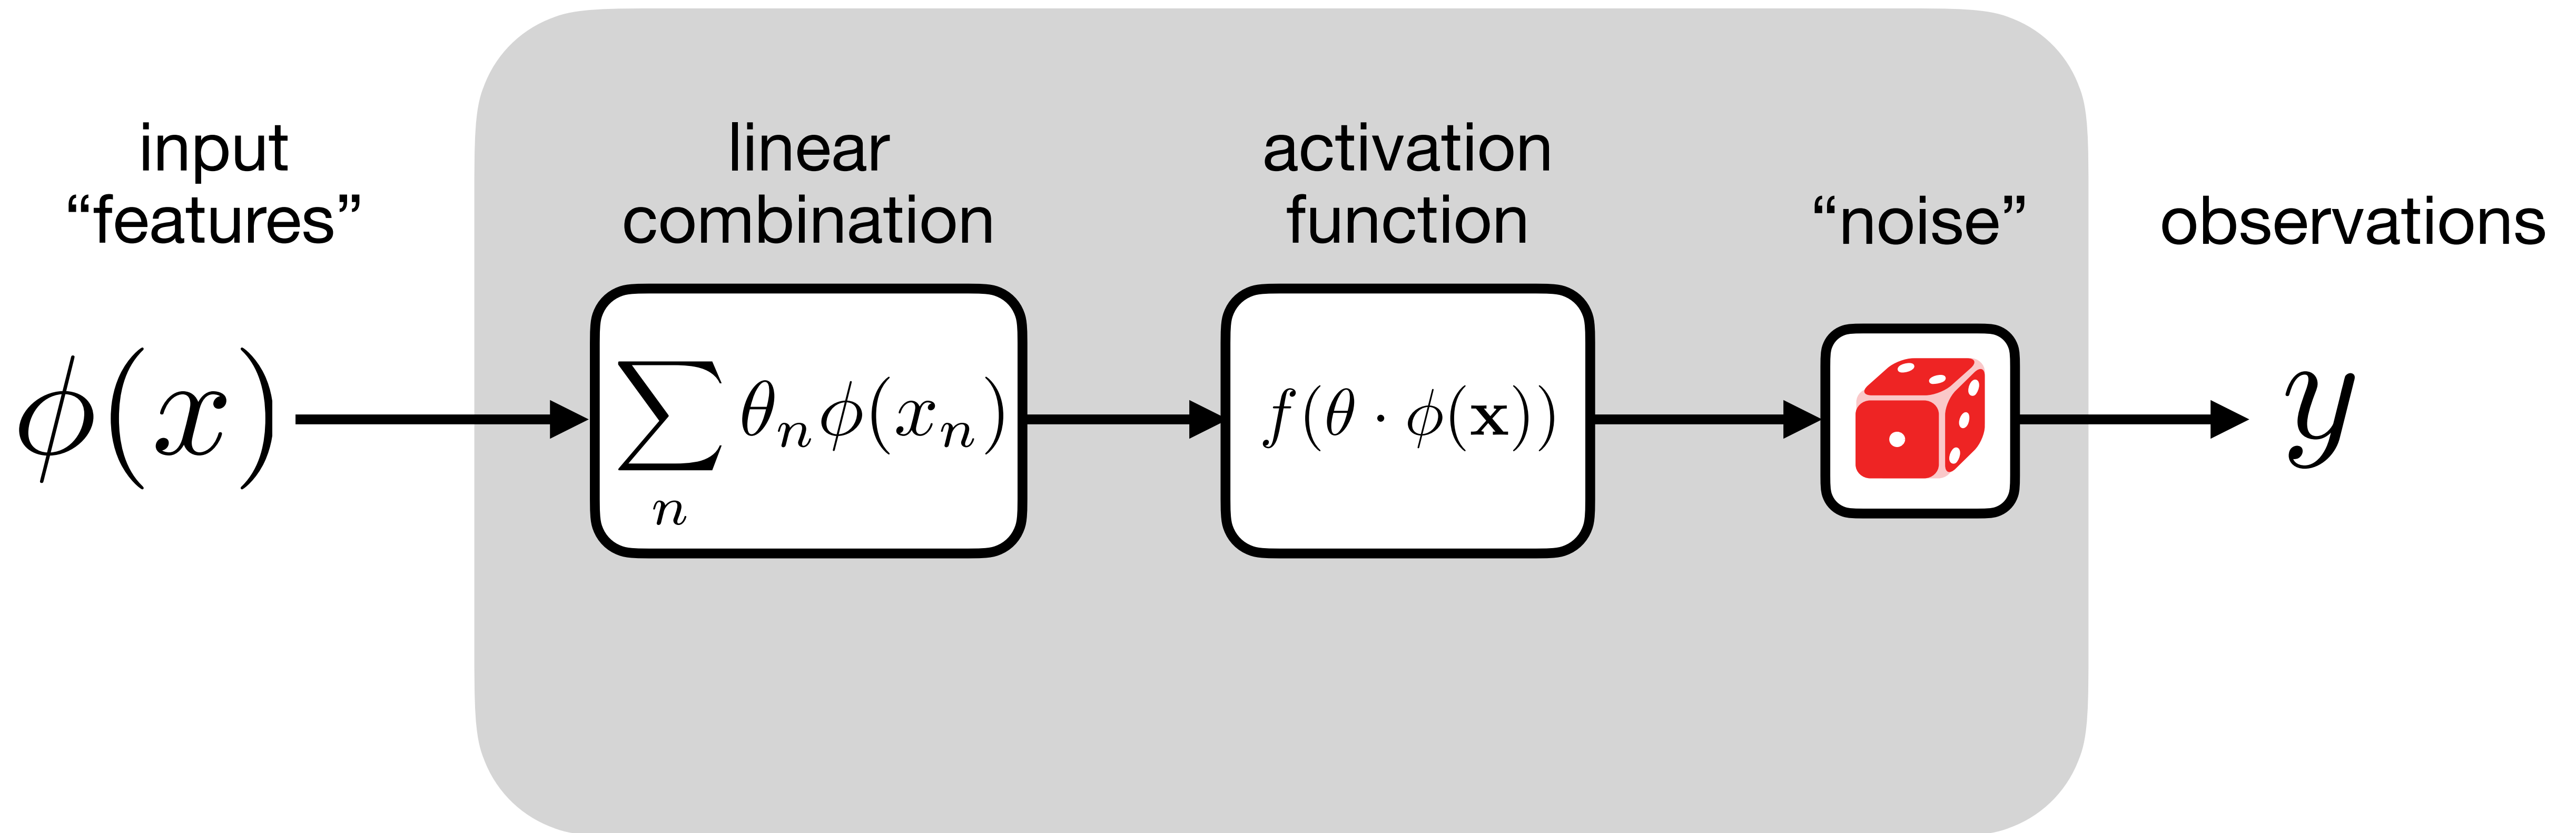 input
“features”
linear
combination
activation
function
“noise”
observations
ϕ(x)
∑ θₙϕ(xₙ)
n
f(θ · ϕ(𝐱))
y